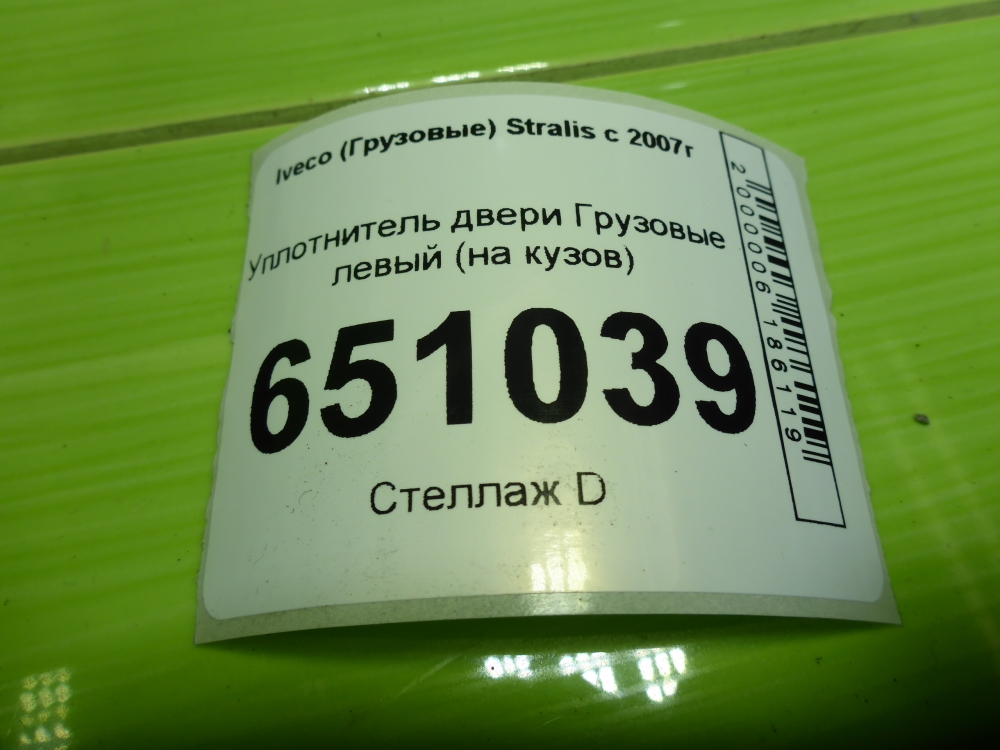 Iveco (Грузовые) Stralis с 2007г
Уплотнитель двери Грузовые
левый (на кузов)
651039
Стеллаж D
2000006186119